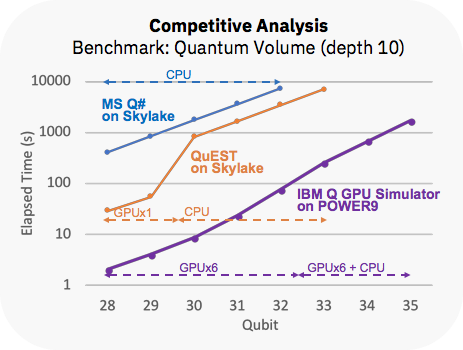 Competitive Analysis
Benchmark: Quantum Volume (depth 10)
Elapsed Time (s)
10000
1000
100
10
1
CPU
MS Q#
on Skylake
QuEST
on Skylake
GPUx1
CPU
IBM Q GPU Simulator
on POWER9
GPUx6
GPUx6 + CPU
28 29 30 31 32 33 34 35
Qubit